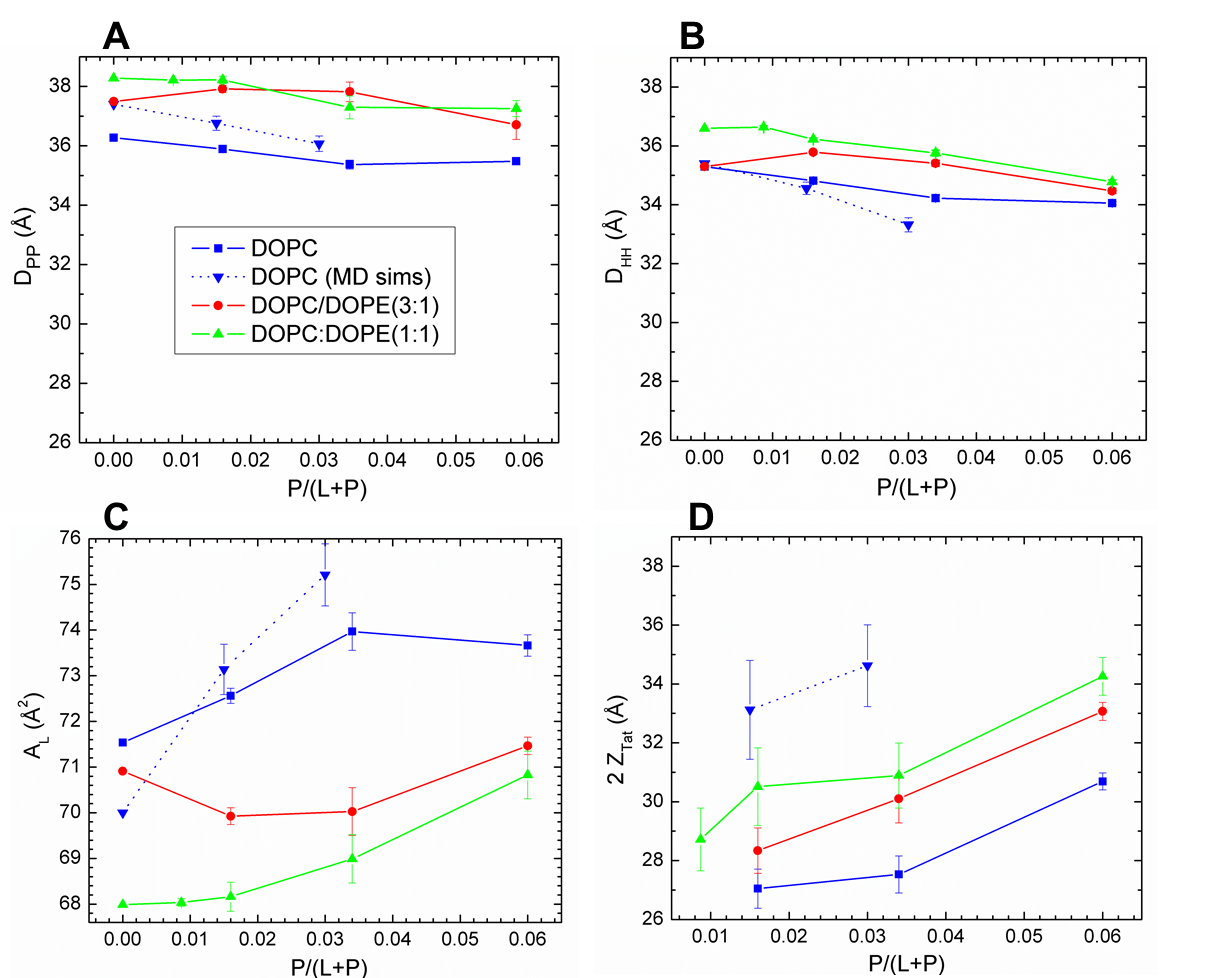 A
38
36
34
32
30
28
26
D_PP (Å)
DOPC
DOPC (MD sims)
DOPC/DOPE(3:1)
DOPC:DOPE(1:1)
0.00 0.01 0.02 0.03 0.04 0.05 0.06
P/(L+P)
B
38
36
34
32
30
28
26
D_HH (Å)
0.00 0.01 0.02 0.03 0.04 0.05 0.06
P/(L+P)
C
76
75
74
73
72
71
70
69
68
A_L (Å²)
0.00 0.01 0.02 0.03 0.04 0.05 0.06
P/(L+P)
D
38
36
34
32
30
28
26
2 Z_Tat (Å)
0.01 0.02 0.03 0.04 0.05 0.06
P/(L+P)